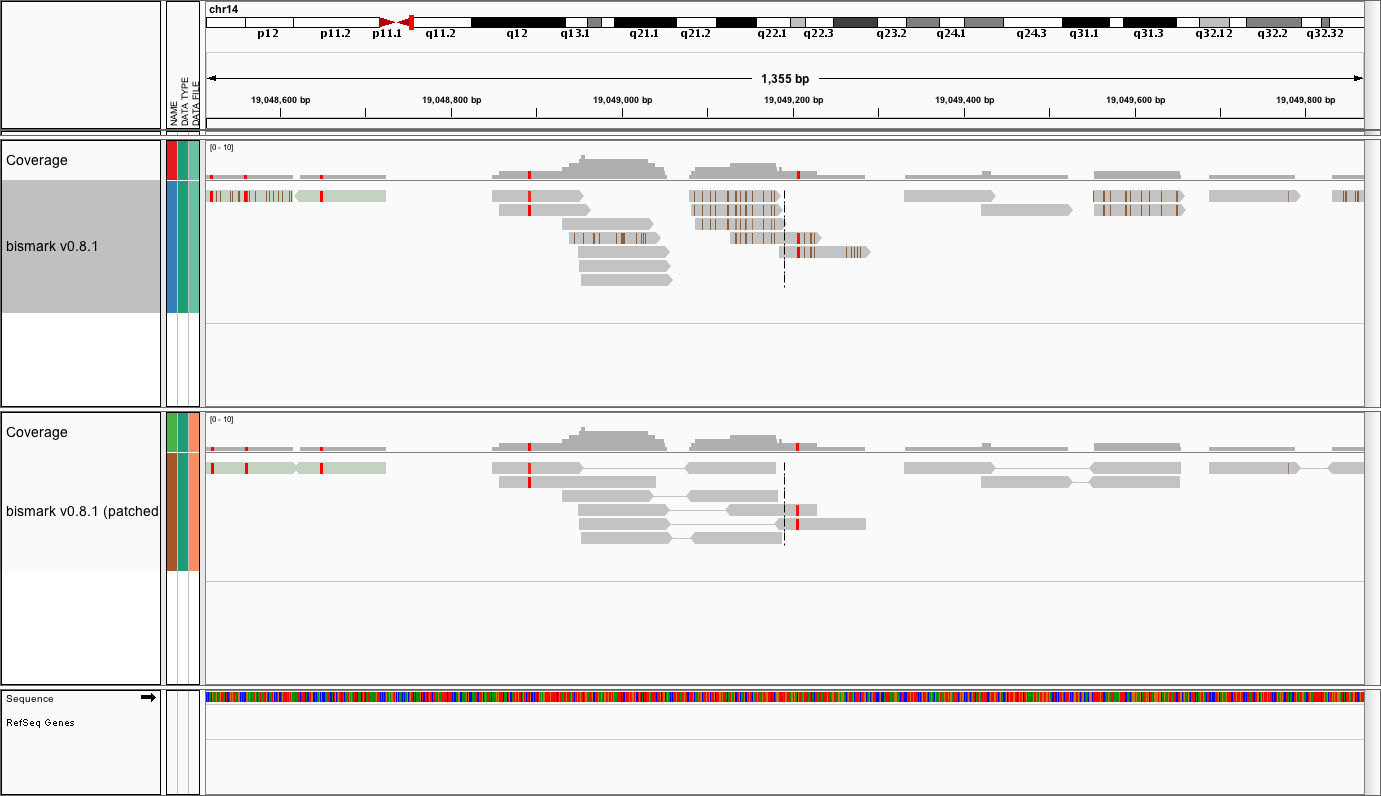 chr14
p12 p11.2 p11.1 q11.2 q12 q13.1 q21.1 q21.2 q22.1 q22.3 q23.2 q24.1 q24.3 q31.1 q31.3 q32.12 q32.2 q32.32
1,355 bp
19,048,600 bp 19,048,800 bp 19,049,000 bp 19,049,200 bp 19,049,400 bp 19,049,600 bp 19,049,800 bp
NAME
DATA TYPE
DATA FILE
Coverage
[0 - 10]
bismark v0.8.1
Coverage
[0 - 10]
bismark v0.8.1 (patched
Sequence
RefSeq Genes